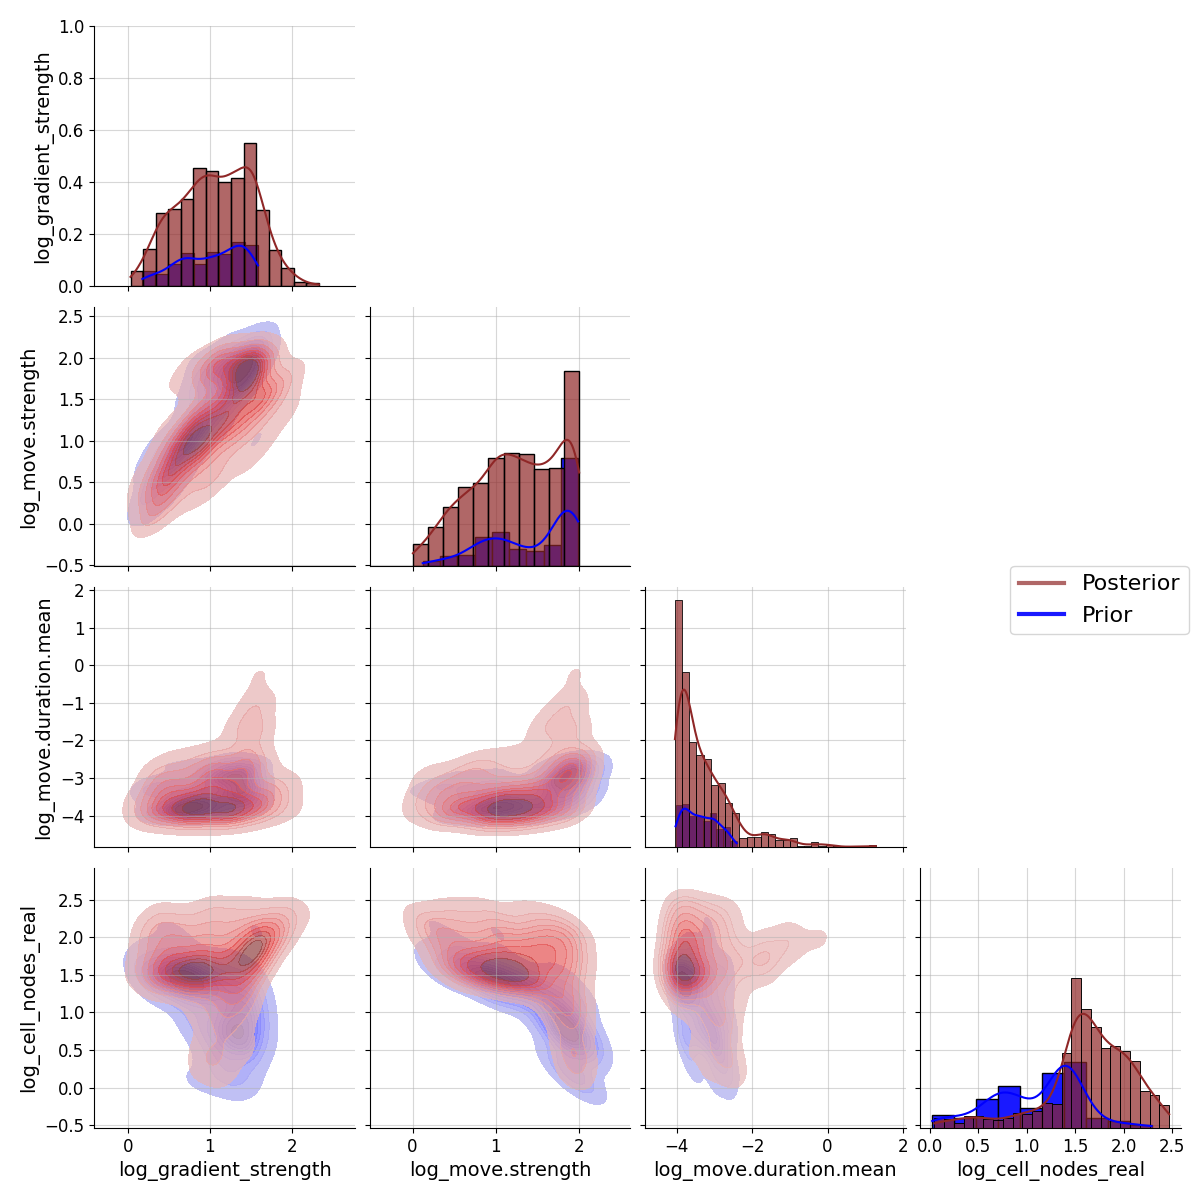 1.0
0.8
0.6
0.4
0.2
0.0
log_gradient_strength
2.5
2.0
1.5
1.0
0.5
0.0
−0.5
log_move.strength
2
1
0
−1
−2
−3
−4
log_move.duration.mean
Posterior
Prior
2.5
2.0
1.5
1.0
0.5
0.0
−0.5
log_cell_nodes_real
0 1 2
0 1 2
−4 −2 0 2
0.0 0.5 1.0 1.5 2.0 2.5
log_gradient_strength
log_move.strength
log_move.duration.mean
log_cell_nodes_real